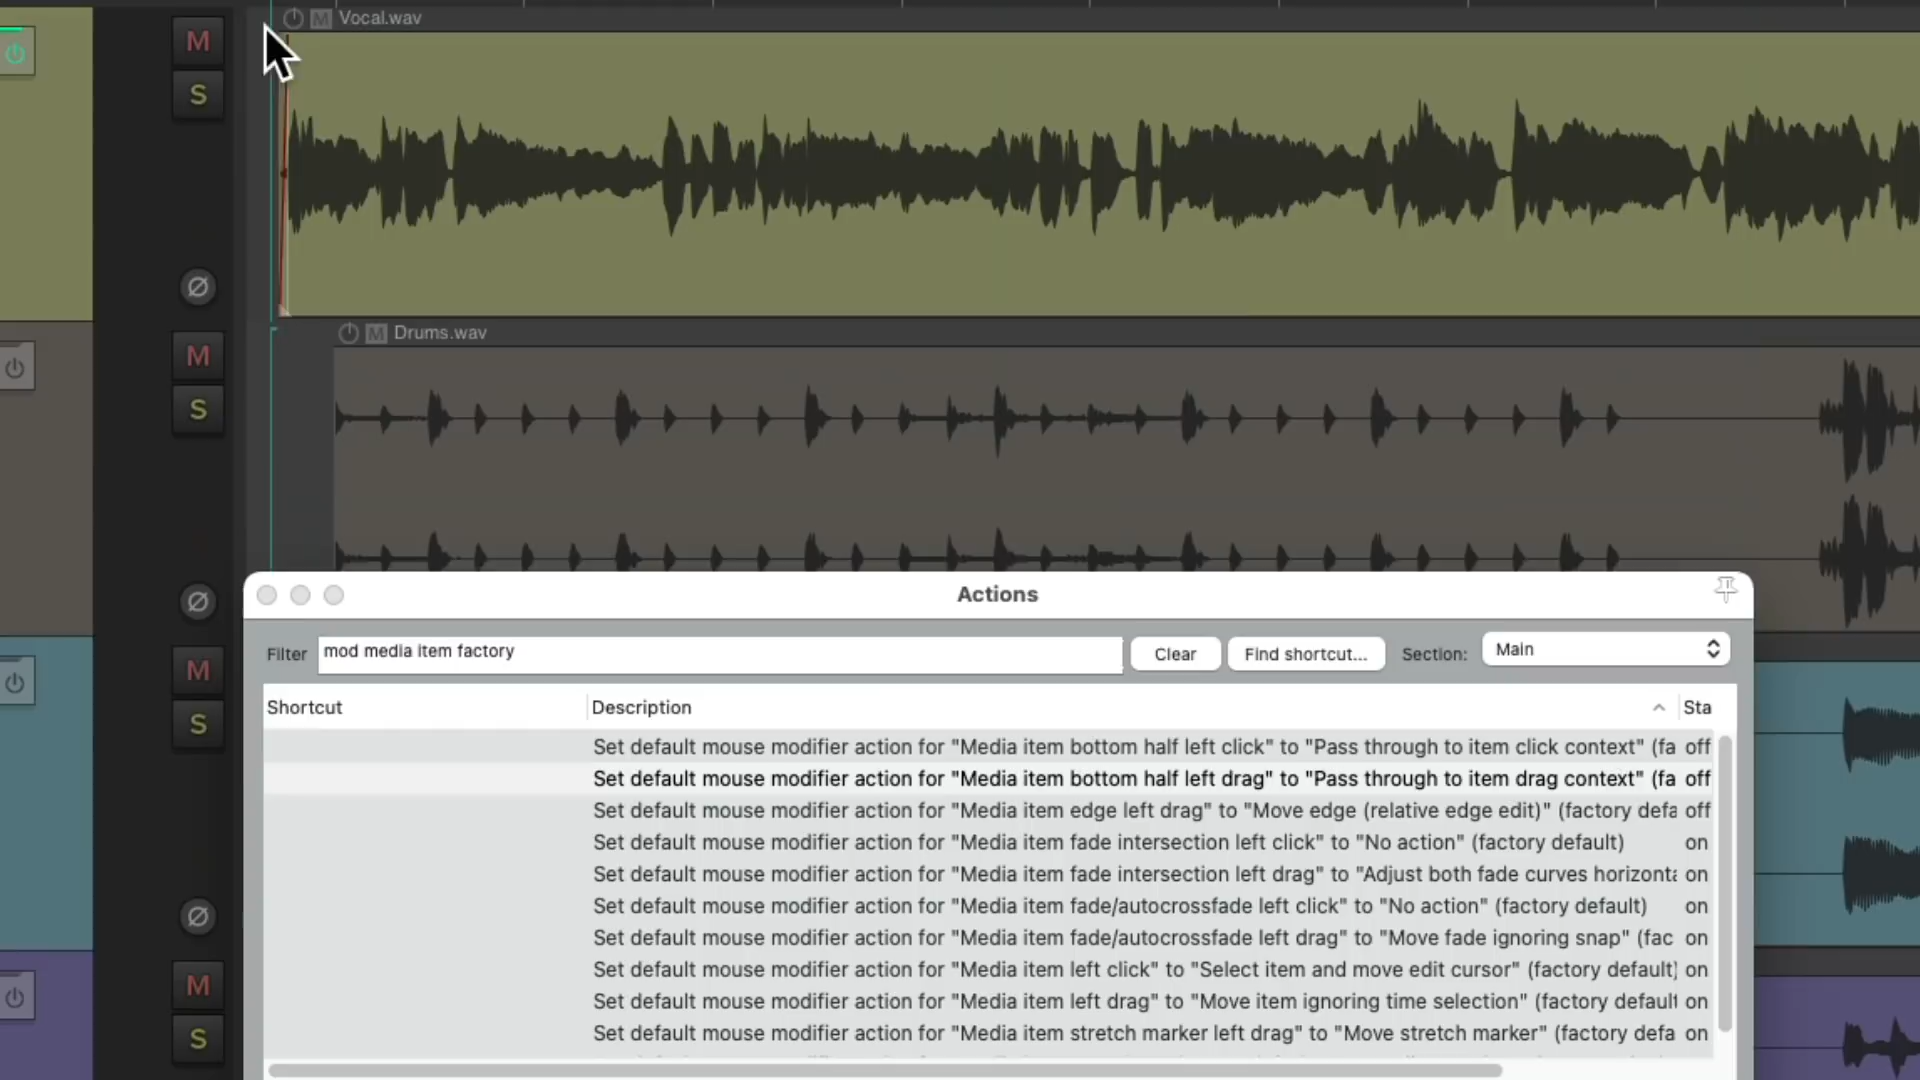 M Vocal.wav
M
S
Ø
M Drums.wav
M
S
Ø
Actions
Filter mod media item factory Clear Find shortcut... Section: Main
Shortcut Description Sta
Set default mouse modifier action for "Media item bottom half left click" to "Pass through to item click context" (fa off
Set default mouse modifier action for "Media item bottom half left drag" to "Pass through to item drag context" (fa off
Set default mouse modifier action for "Media item edge left drag" to "Move edge (relative edge edit)" (factory defa off
Set default mouse modifier action for "Media item fade intersection left click" to "No action" (factory default) on
Set default mouse modifier action for "Media item fade intersection left drag" to "Adjust both fade curves horizonta on
Set default mouse modifier action for "Media item fade/autocrossfade left click" to "No action" (factory default) on
Set default mouse modifier action for "Media item fade/autocrossfade left drag" to "Move fade ignoring snap" (fac on
Set default mouse modifier action for "Media item left click" to "Select item and move edit cursor" (factory default) on
Set default mouse modifier action for "Media item left drag" to "Move item ignoring time selection" (factory default on
Set default mouse modifier action for "Media item stretch marker left drag" to "Move stretch marker" (factory defa on
M
S
Ø
M
S